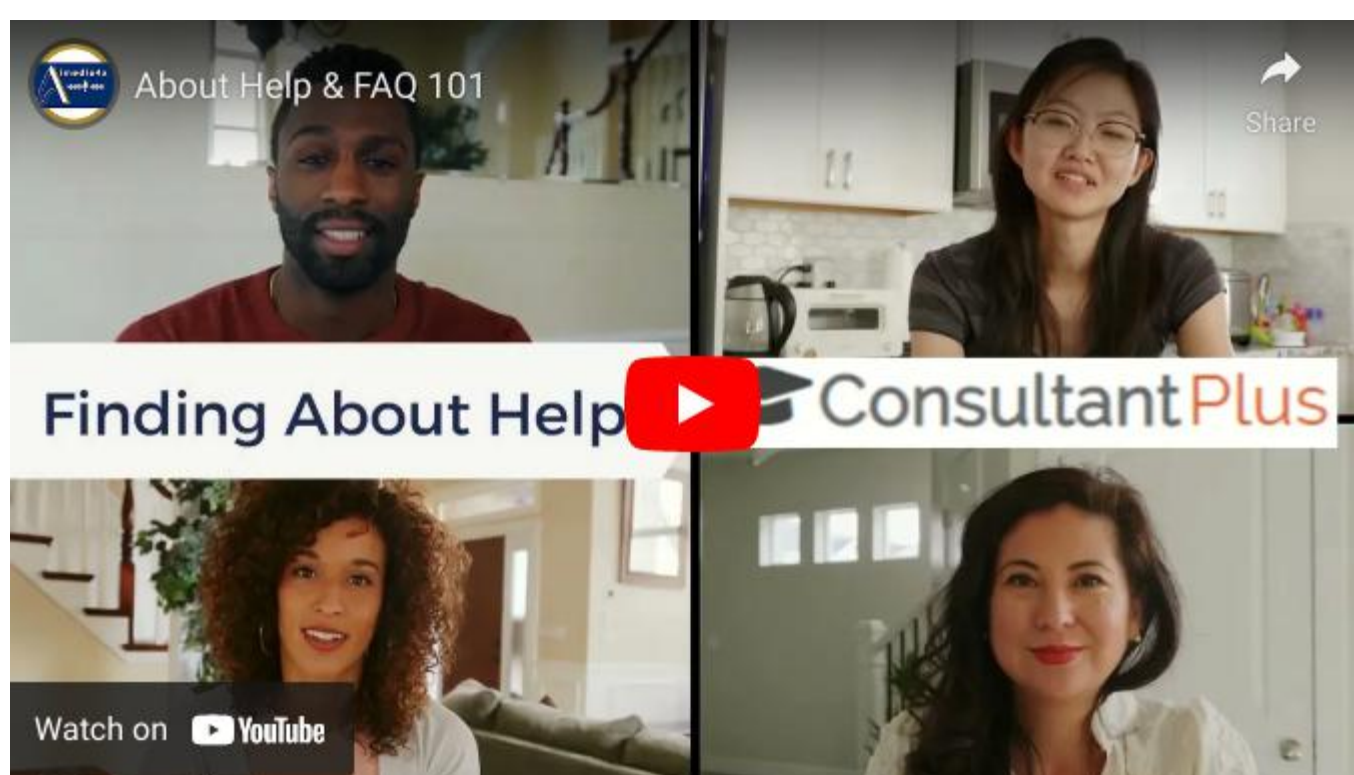 About Help & FAQ 101
Share
Finding About Help
ConsultantPlus
Watch on YouTube